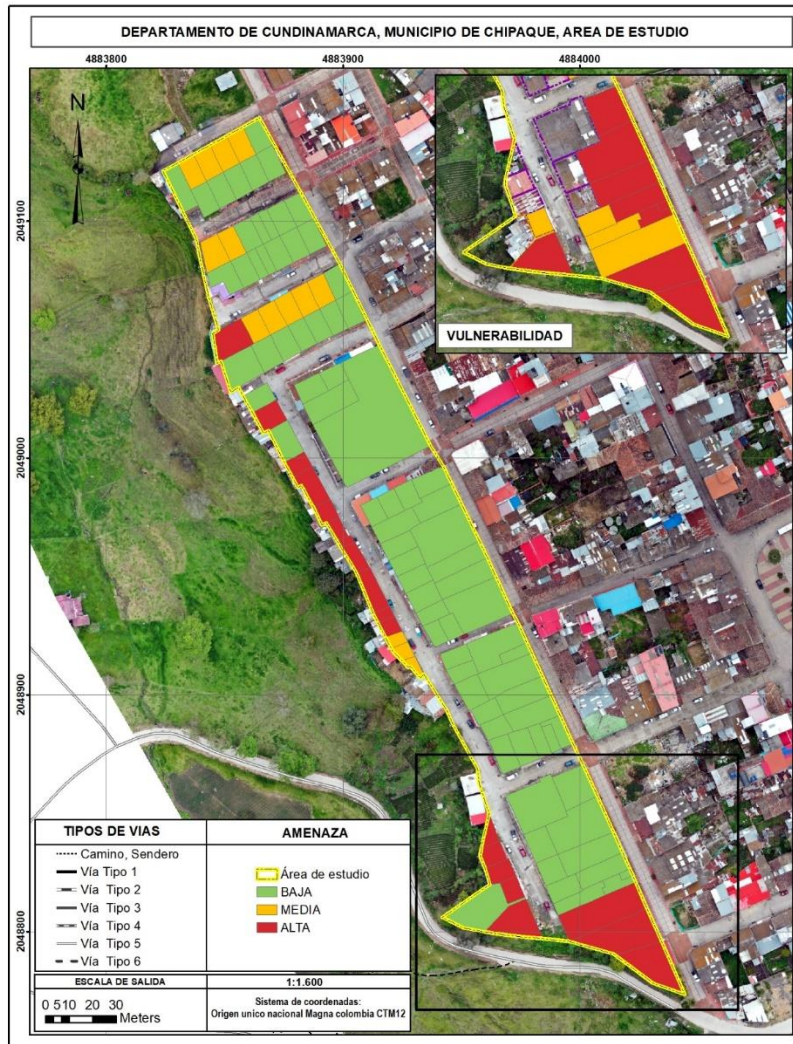 DEPARTAMENTO DE CUNDINAMARCA, MUNICIPIO DE CHIPAQUE, AREA DE ESTUDIO
4883800 4883900 4884000
N
2049100
2049000
2048900
2048800
VULNERABILIDAD
TIPOS DE VIAS
Camino, Sendero
Vía Tipo 1
Vía Tipo 2
Vía Tipo 3
Vía Tipo 4
Vía Tipo 5
Vía Tipo 6
AMENAZA
Área de estudio
BAJA
MEDIA
ALTA
ESCALA DE SALIDA
1:1.600
0 5 10 20 30
Meters
Sistema de coordenadas:
Origen unico nacional Magna colombia CTM12